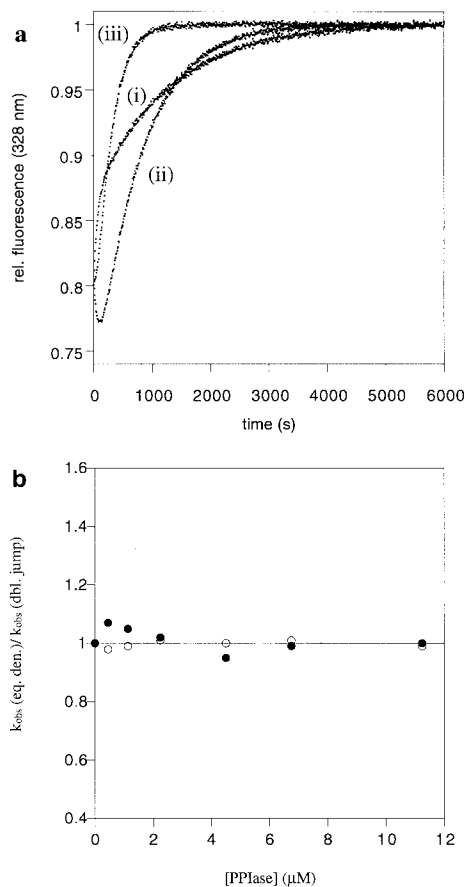 a
1
(iii)
0.95
(i)
0.9
(ii)
0.85
0.8
0.75
rel. fluorescence (328 nm)
0 1000 2000 3000 4000 5000 6000
time (s)
b
1.6
1.4
1.2
1
0.8
0.6
0.4
kobs (eq. den.)/ kobs (dbl. jump)
0 2 4 6 8 10 12
[PPIase] (μM)